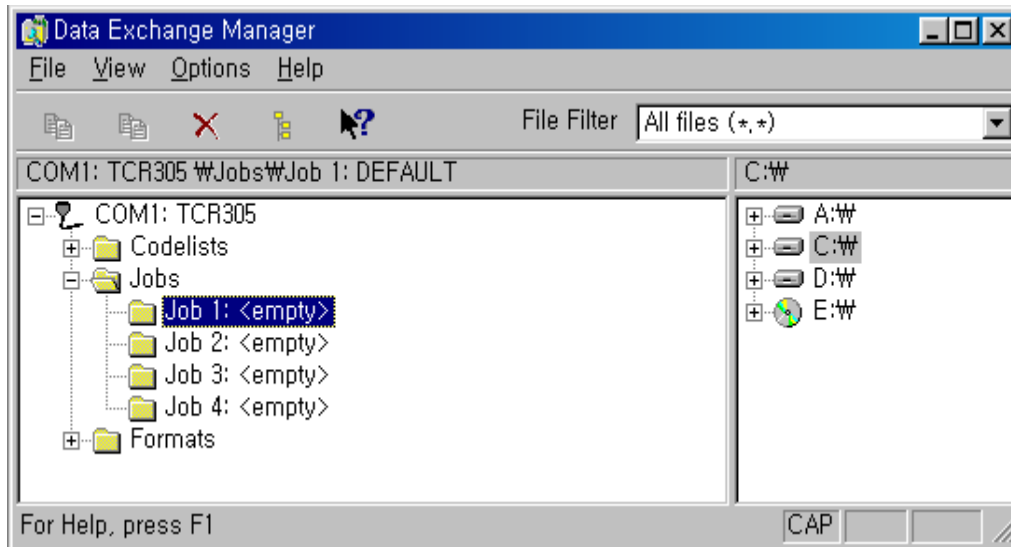 Data Exchange Manager
File View Options Help
File Filter All files (*.*)
COM1: TCR305 ₩Jobs₩Job 1: DEFAULT
C:₩
COM1: TCR305
Codelists
Jobs
Job 1: <empty>
Job 2: <empty>
Job 3: <empty>
Job 4: <empty>
Formats
A:₩
C:₩
D:₩
E:₩
For Help, press F1
CAP